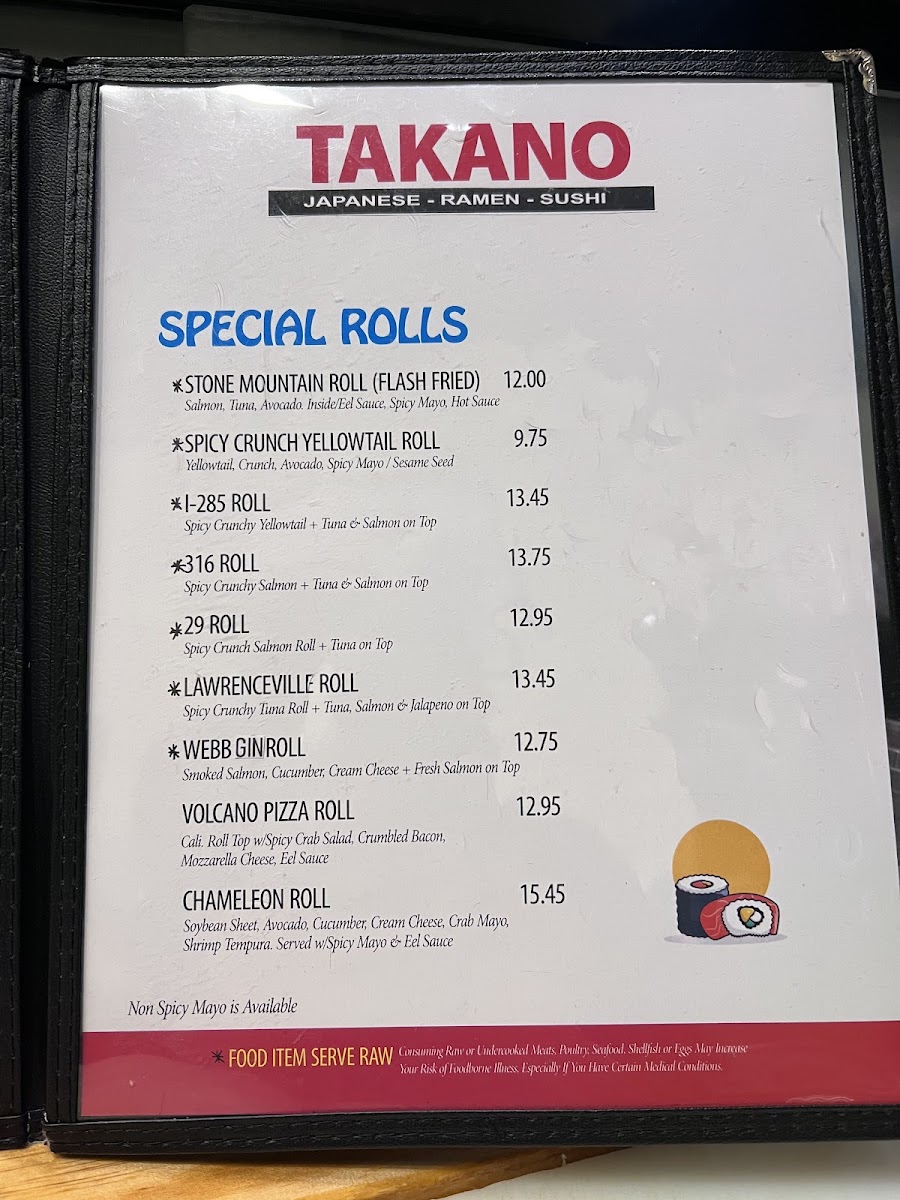 TAKANO
JAPANESE - RAMEN - SUSHI
SPECIAL ROLLS
*STONE MOUNTAIN ROLL (FLASH FRIED) 12.00
Salmon, Tuna, Avocado. Inside/Eel Sauce, Spicy Mayo, Hot Sauce
*SPICY CRUNCH YELLOWTAIL ROLL 9.75
Yellowtail, Crunch, Avocado, Spicy Mayo / Sesame Seed
*I-285 ROLL 13.45
Spicy Crunchy Yellowtail + Tuna & Salmon on Top
*316 ROLL 13.75
Spicy Crunchy Salmon + Tuna & Salmon on Top
*29 ROLL 12.95
Spicy Crunch Salmon Roll + Tuna on Top
*LAWRENCEVILLE ROLL 13.45
Spicy Crunchy Tuna Roll + Tuna, Salmon & Jalapeno on Top
* WEBB GIN ROLL 12.75
Smoked Salmon, Cucumber, Cream Cheese + Fresh Salmon on Top
VOLCANO PIZZA ROLL 12.95
Cali. Roll Top w/Spicy Crab Salad, Crumbled Bacon,
Mozzarella Cheese, Eel Sauce
CHAMELEON ROLL 15.45
Soybean Sheet, Avocado, Cucumber, Cream Cheese, Crab Mayo,
Shrimp Tempura. Served w/Spicy Mayo & Eel Sauce
Non Spicy Mayo is Available
* FOOD ITEM SERVE RAW Consuming Raw or Undercooked Meats, Poultry, Seafood, Shellfish or Eggs May Increase
Your Risk of Foodborne Illness, Especially If You Have Certain Medical Conditions.